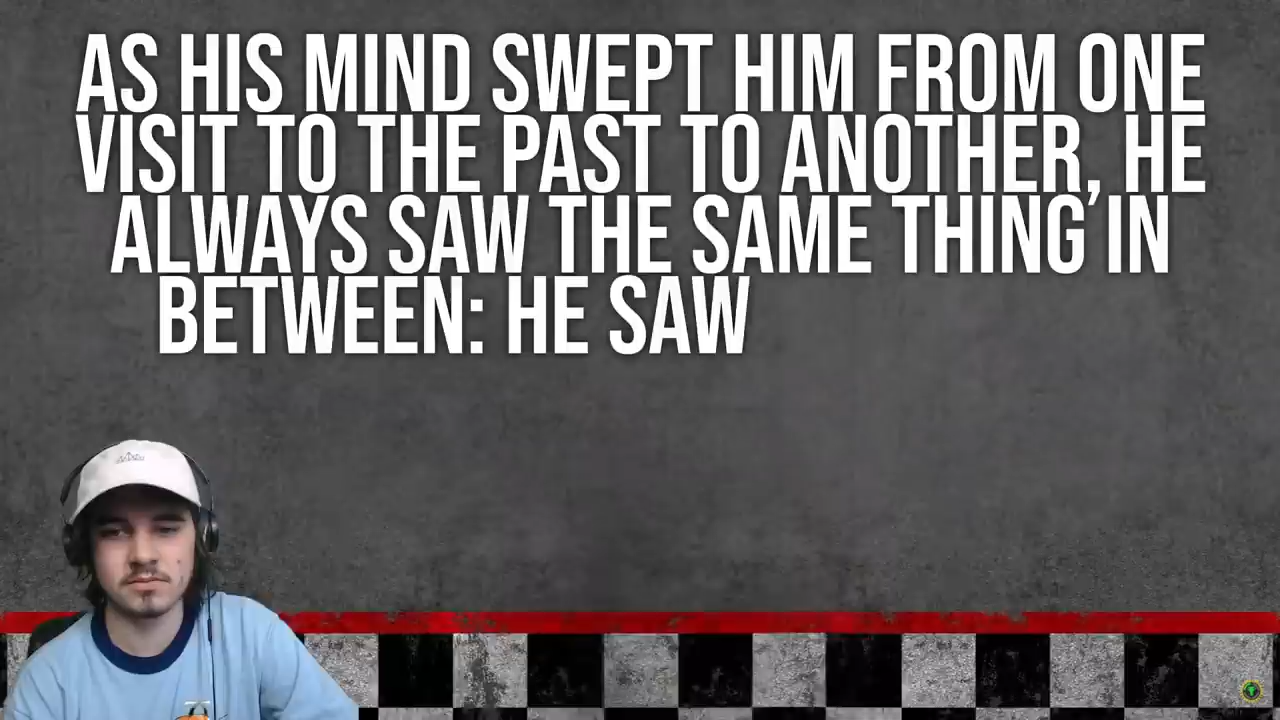 AS HIS MIND SWEPT HIM FROM ONE
VISIT TO THE PAST TO ANOTHER, HE
ALWAYS SAW THE SAME THING IN
BETWEEN: HE SAW